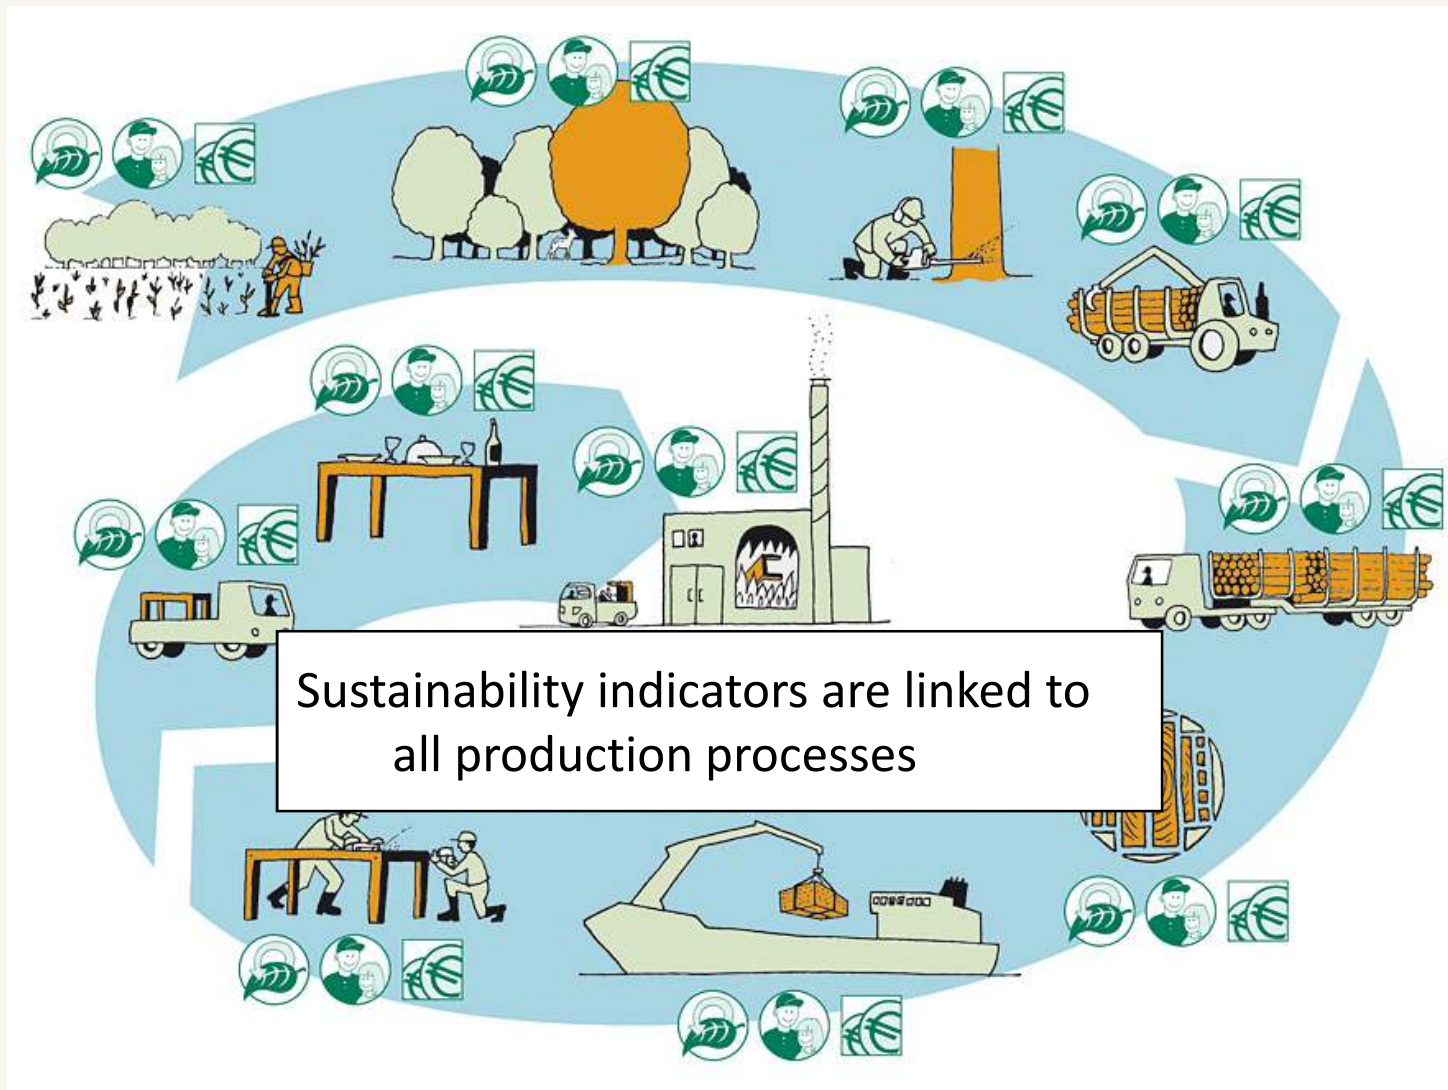 Sustainability indicators are linked to
all production processes